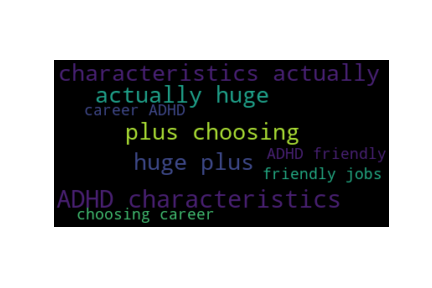 characteristics actually
actually huge
career ADHD
plus choosing
huge plus
ADHD friendly
friendly jobs
ADHD characteristics
choosing career